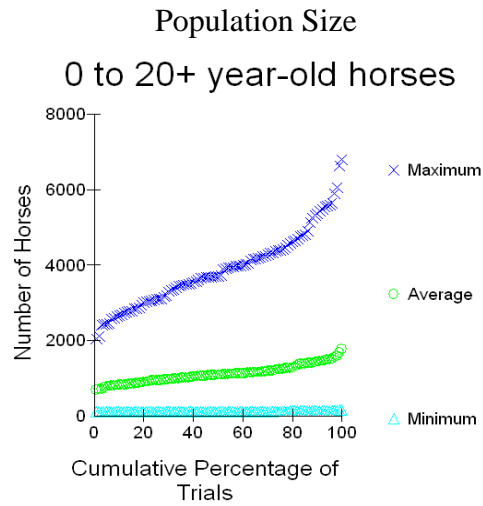 Population Size
0 to 20+ year-old horses
8000
6000
4000
2000
0
Number of Horses
0 20 40 60 80 100
Cumulative Percentage of
Trials
Maximum
Average
Minimum